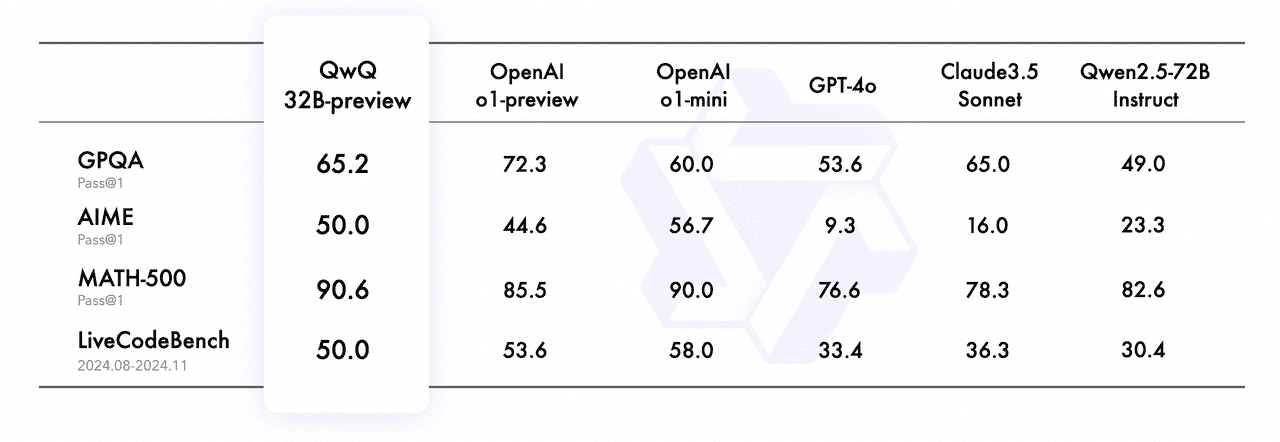 QwQ 32B-preview OpenAI o1-preview OpenAI o1-mini GPT-4o Claude3.5 Sonnet Qwen2.5-72B Instruct
GPQA 65.2 72.3 60.0 53.6 65.0 49.0
Pass@1
AIME 50.0 44.6 56.7 9.3 16.0 23.3
Pass@1
MATH-500 90.6 85.5 90.0 76.6 78.3 82.6
Pass@1
LiveCodeBench 50.0 53.6 58.0 33.4 36.3 30.4
2024.08-2024.11